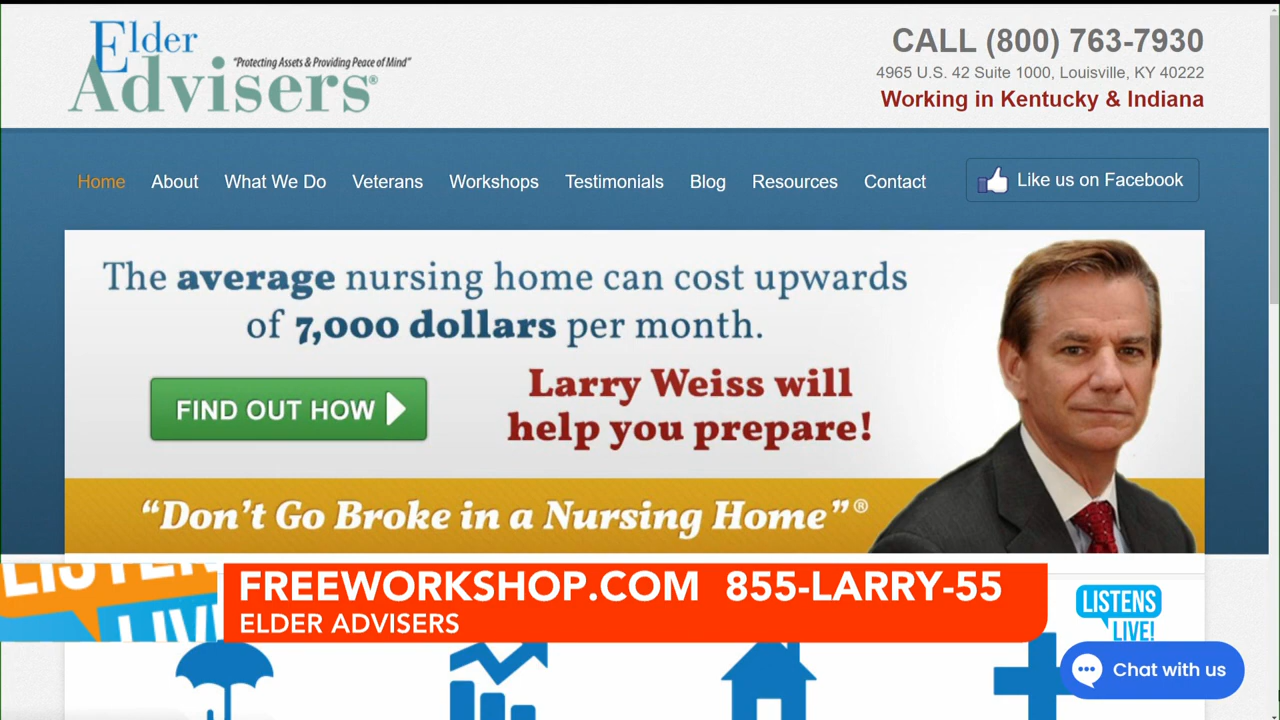 Elder
Advisers®
"Protecting Assets & Providing Peace of Mind"
CALL (800) 763-7930
4965 U.S. 42 Suite 1000, Louisville, KY 40222
Working in Kentucky & Indiana
Home About What We Do Veterans Workshops Testimonials Blog Resources Contact Like us on Facebook
The average nursing home can cost upwards
of 7,000 dollars per month.
Larry Weiss will
help you prepare!
FIND OUT HOW
“Don’t Go Broke in a Nursing Home”®
LISTENS
LIVE
FREEWORKSHOP.COM 855-LARRY-55
ELDER ADVISERS
LISTENS
LIVE!
Chat with us